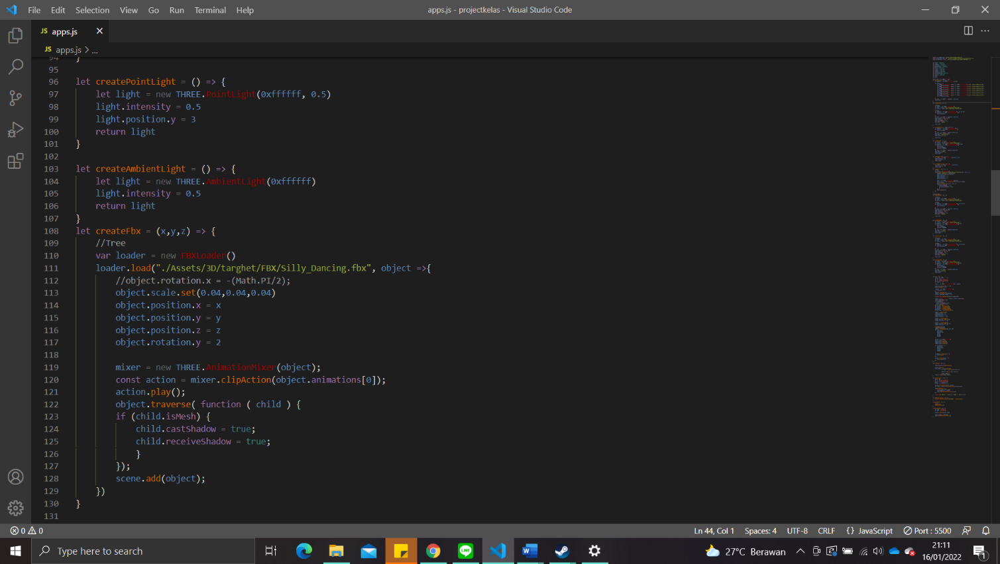 File Edit Selection View Go Run Terminal Help
apps.js - projectkelas - Visual Studio Code
JS apps.js
JS apps.js > ...
94 }
95
96 let createPointLight = () => {
97 let light = new THREE.PointLight(0xffffff, 0.5)
98 light.intensity = 0.5
99 light.position.y = 3
100 return light
101 }
102
103 let createAmbientLight = () => {
104 let light = new THREE.AmbientLight(0xffffff)
105 light.intensity = 0.5
106 return light
107 }
108 let createFbx = (x,y,z) => {
109 //Tree
110 var loader = new FBXLoader()
111 loader.load("./Assets/3D/targhet/FBX/Silly_Dancing.fbx", object =>{
112 //object.rotation.x = -(Math.PI/2);
113 object.scale.set(0.04,0.04,0.04)
114 object.position.x = x
115 object.position.y = y
116 object.position.z = z
117 object.rotation.y = 2
118
119 mixer = new THREE.AnimationMixer(object);
120 const action = mixer.clipAction(object.animations[0]);
121 action.play();
122 object.traverse( function ( child ) {
123 if (child.isMesh) {
124 child.castShadow = true;
125 child.receiveShadow = true;
126 }
127 });
128 scene.add(object);
129 })
130 }
131
0 0
Ln 44, Col 1 Spaces: 4 UTF-8 CRLF {} JavaScript Port : 5500
Type here to search
LINE
27°C Berawan
21:11
16/01/2022
1